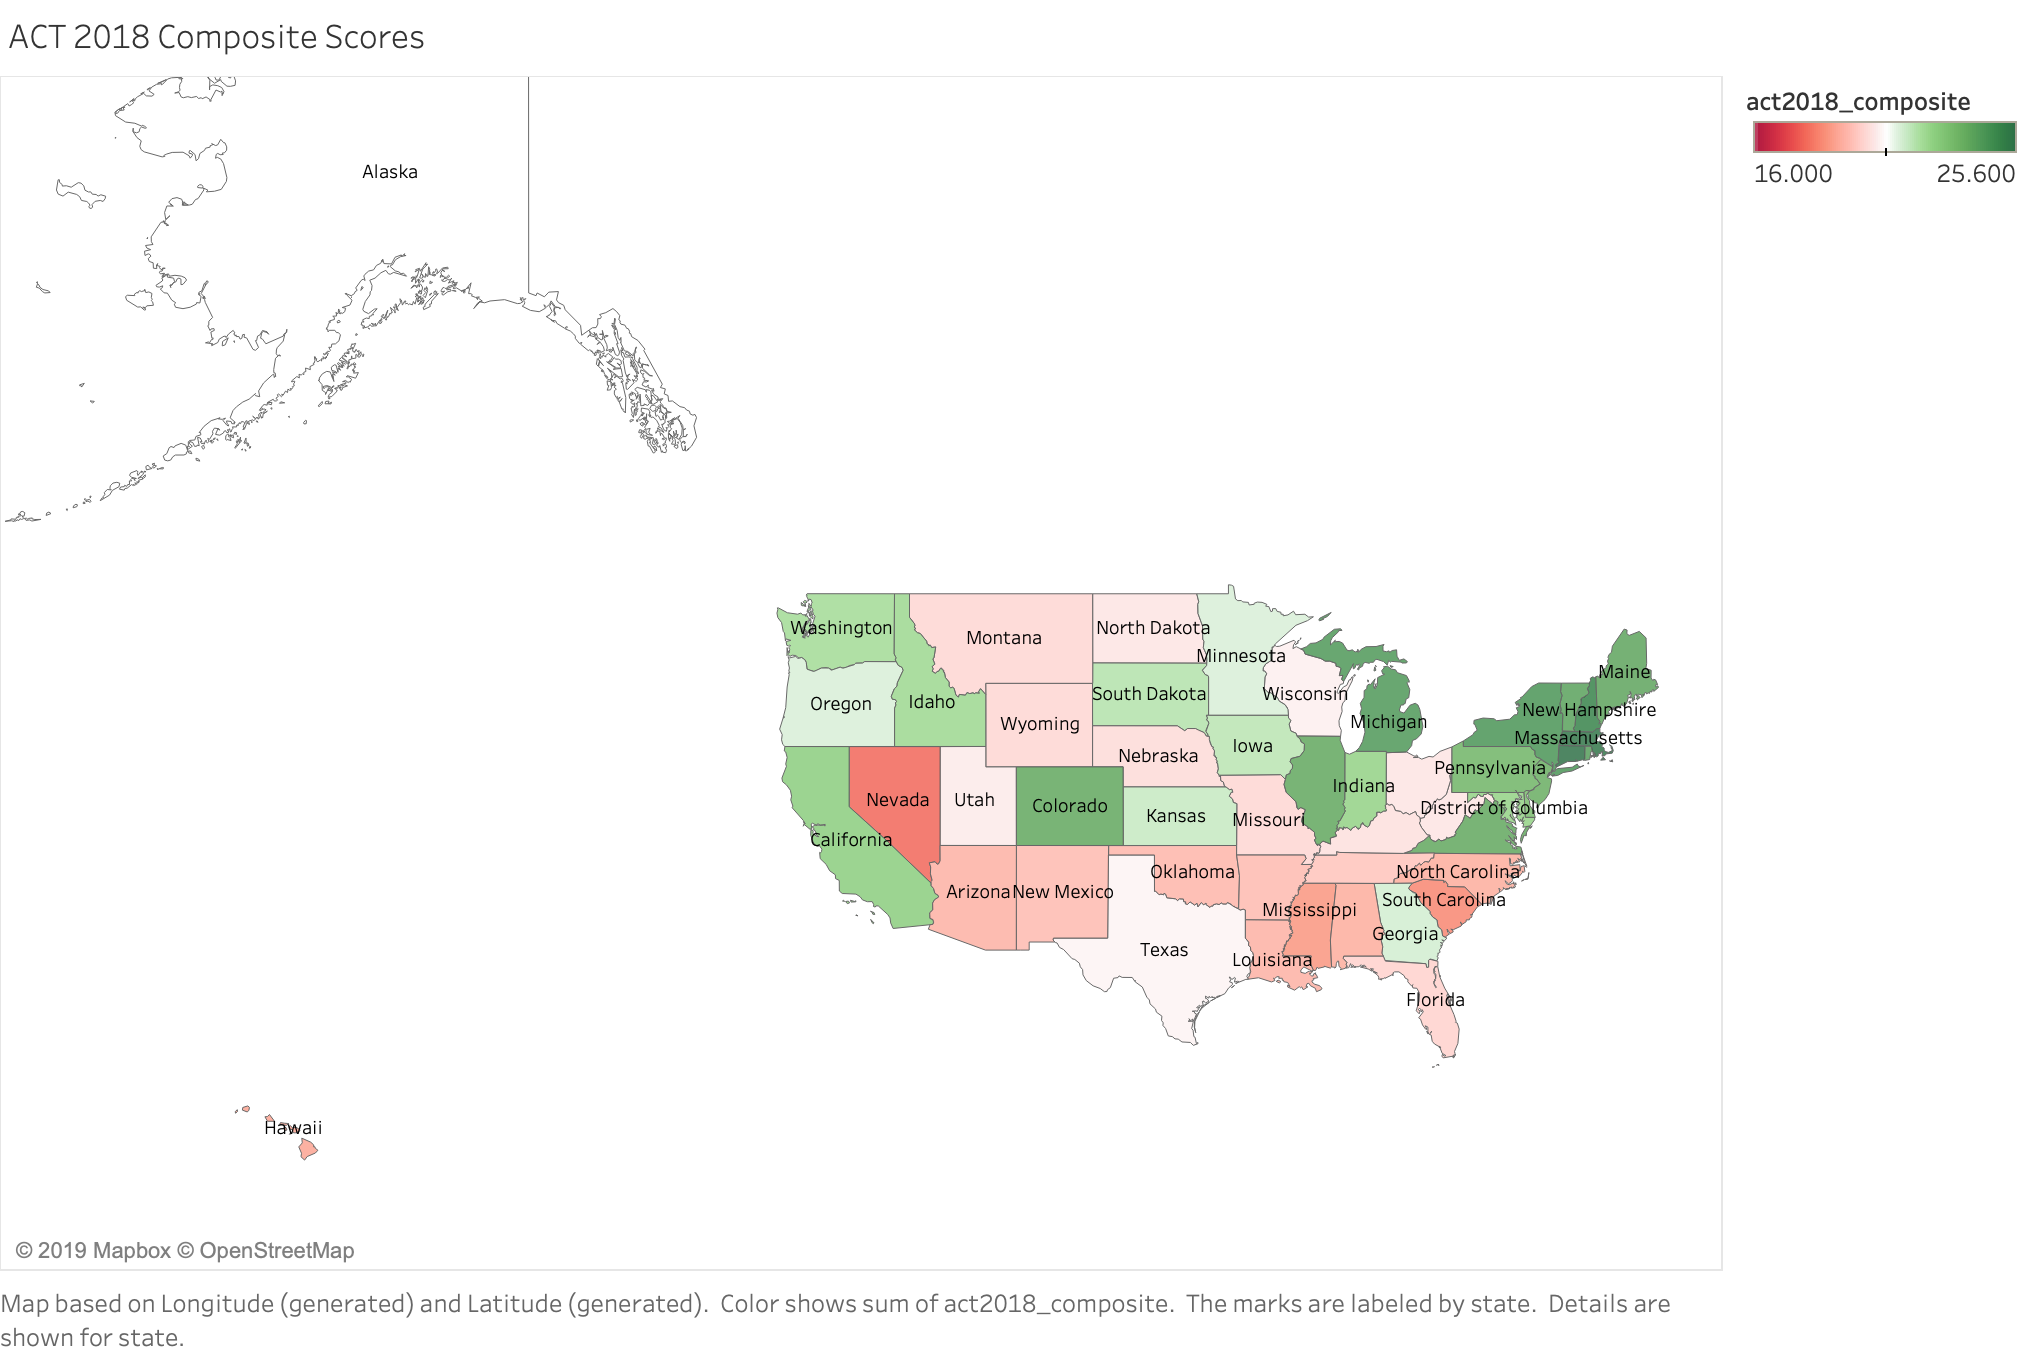 ACT 2018 Composite Scores
act2018_composite
16.000 25.600
Alaska
Washington
Montana
North Dakota
Minnesota
Maine
Oregon
Idaho
South Dakota
Wisconsin
Michigan
New Hampshire
Wyoming
Iowa
Massachusetts
Nebraska
Pennsylvania
Nevada
Utah
Colorado
Kansas
Missouri
Indiana
District of Columbia
California
Arizona
New Mexico
Oklahoma
North Carolina
Mississippi
South Carolina
Georgia
Texas
Louisiana
Florida
Hawaii
© 2019 Mapbox © OpenStreetMap
Map based on Longitude (generated) and Latitude (generated).  Color shows sum of act2018_composite.  The marks are labeled by state.  Details are
shown for state.